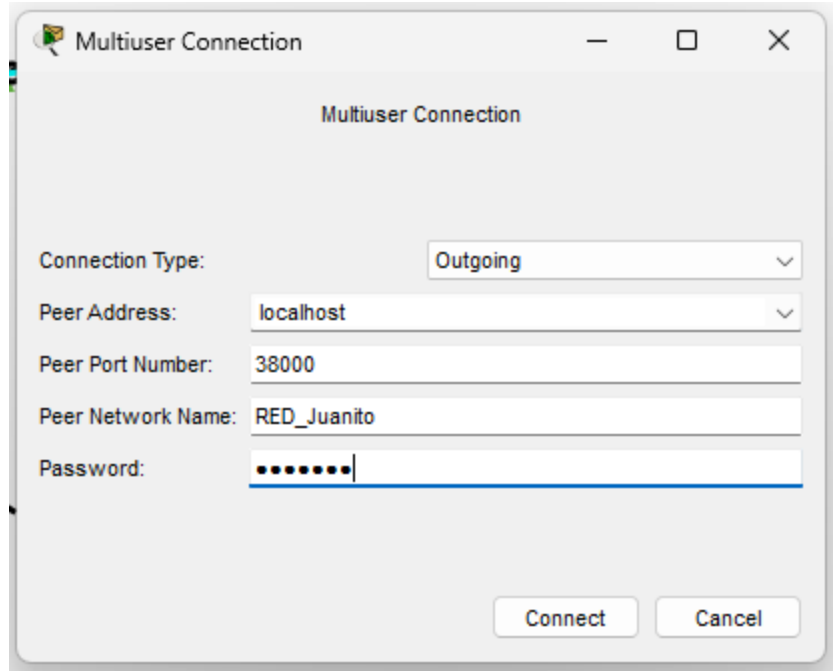 Multiuser Connection
Multiuser Connection
Connection Type: Outgoing
Peer Address: localhost
Peer Port Number: 38000
Peer Network Name: RED_Juanito
Password: •••••••
Connect Cancel